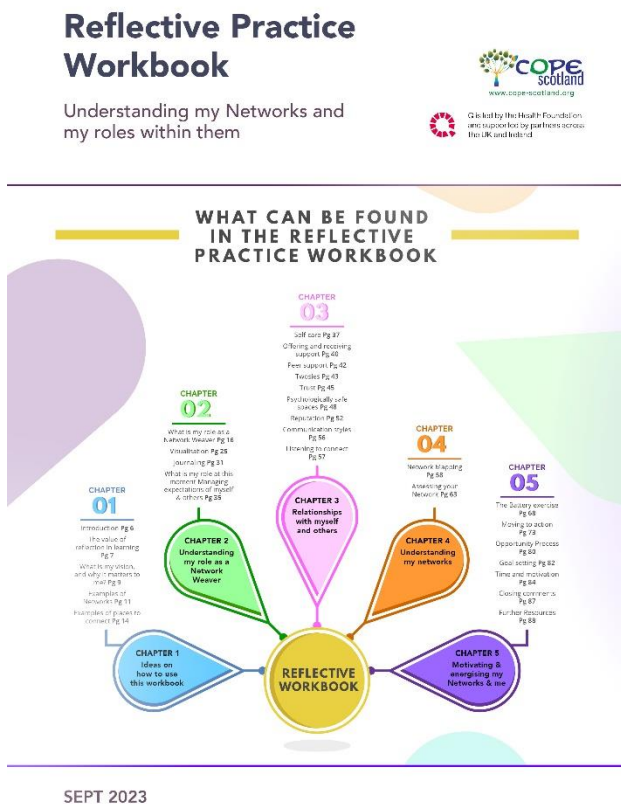 Reflective Practice
Workbook
Understanding my Networks and
my roles within them
COPE
scotland
www.cope-scotland.org
Q is led by the Health Foundation
and supported by partners across
the UK and Ireland
WHAT CAN BE FOUND
IN THE REFLECTIVE
PRACTICE WORKBOOK
CHAPTER
01
Introduction Pg 6
The value of
reflection in learning
Pg 7
What is my vision,
and why it matters to
me? Pg 9
Examples of
Networks Pg 11
Examples of places to
connect Pg 14
CHAPTER 1
Ideas on
how to use
this workbook
CHAPTER
02
What is my role as a
Network Weaver Pg 16
Visualisation Pg 25
Journaling Pg 31
What is my role at this
moment Managing
expectations of myself
& others Pg 35
CHAPTER 2
Understanding
my role as a
Network
Weaver
CHAPTER
03
Self care Pg 37
Offering and receiving
support Pg 40
Peer support Pg 42
Twosies Pg 43
Trust Pg 45
Psychologically safe
spaces Pg 48
Reputation Pg 52
Communication styles
Pg 56
Listening to connect
Pg 57
CHAPTER 3
Relationships
with myself
and others
CHAPTER
04
Network Mapping
Pg 58
Assessing your
Network Pg 63
CHAPTER 4
Understanding
my networks
CHAPTER
05
The Battery exercise
Pg 68
Moving to action
Pg 73
Opportunity Process
Pg 80
Goal setting Pg 82
Time and motivation
Pg 84
Closing comments
Pg 87
Further Resources
Pg 88
CHAPTER 5
Motivating &
energising my
Networks & me
REFLECTIVE
WORKBOOK
SEPT 2023